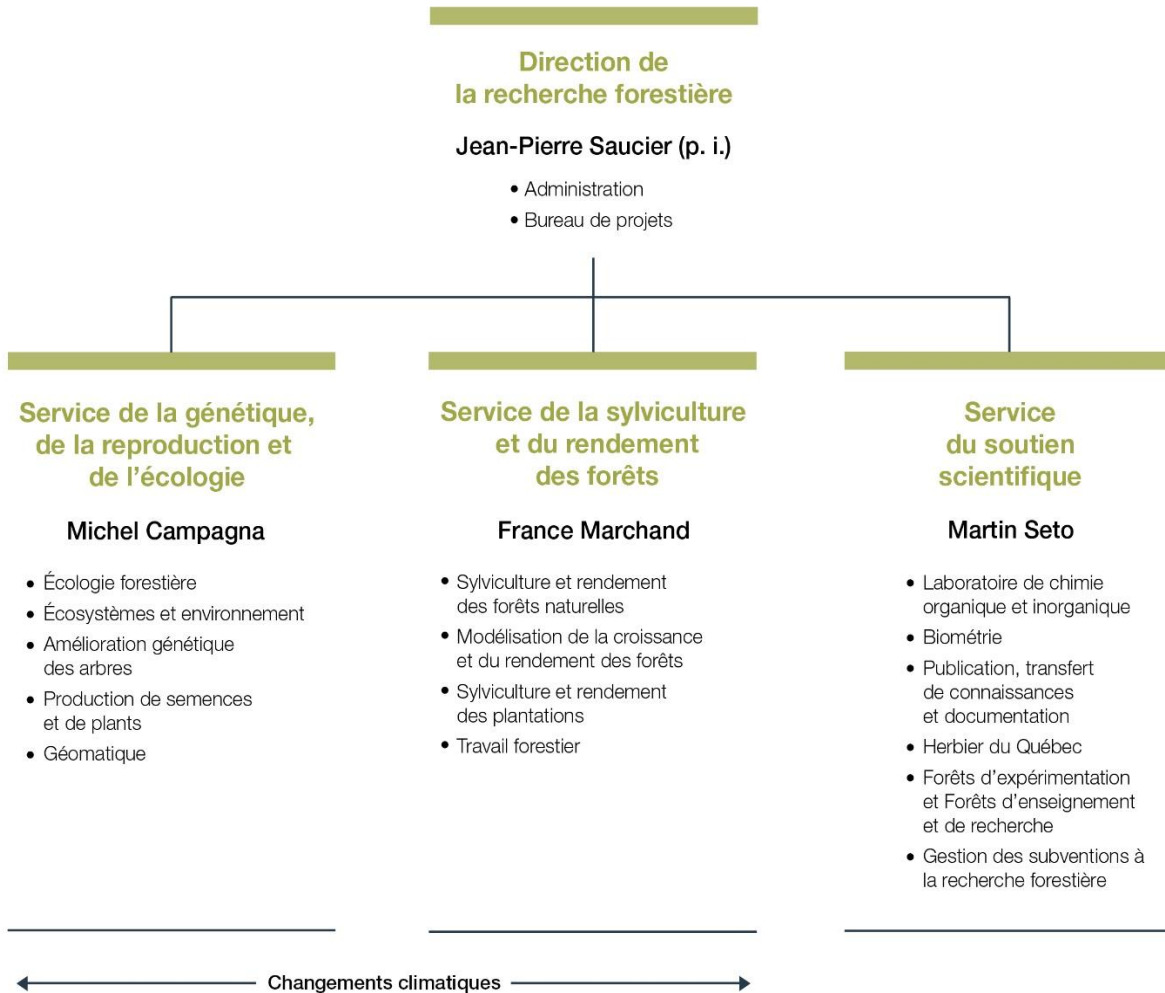 Direction de
la recherche forestière
Jean-Pierre Saucier (p. i.)
• Administration
• Bureau de projets
Service de la génétique,
de la reproduction et
de l’écologie
Michel Campagna
• Écologie forestière
• Écosystèmes et environnement
• Amélioration génétique
des arbres
• Production de semences
et de plants
• Géomatique
Service de la sylviculture
et du rendement
des forêts
France Marchand
• Sylviculture et rendement
des forêts naturelles
• Modélisation de la croissance
et du rendement des forêts
• Sylviculture et rendement
des plantations
• Travail forestier
Service
du soutien
scientifique
Martin Seto
• Laboratoire de chimie
organique et inorganique
• Biométrie
• Publication, transfert
de connaissances
et documentation
• Herbier du Québec
• Forêts d’expérimentation
et Forêts d’enseignement
et de recherche
• Gestion des subventions à
la recherche forestière
Changements climatiques